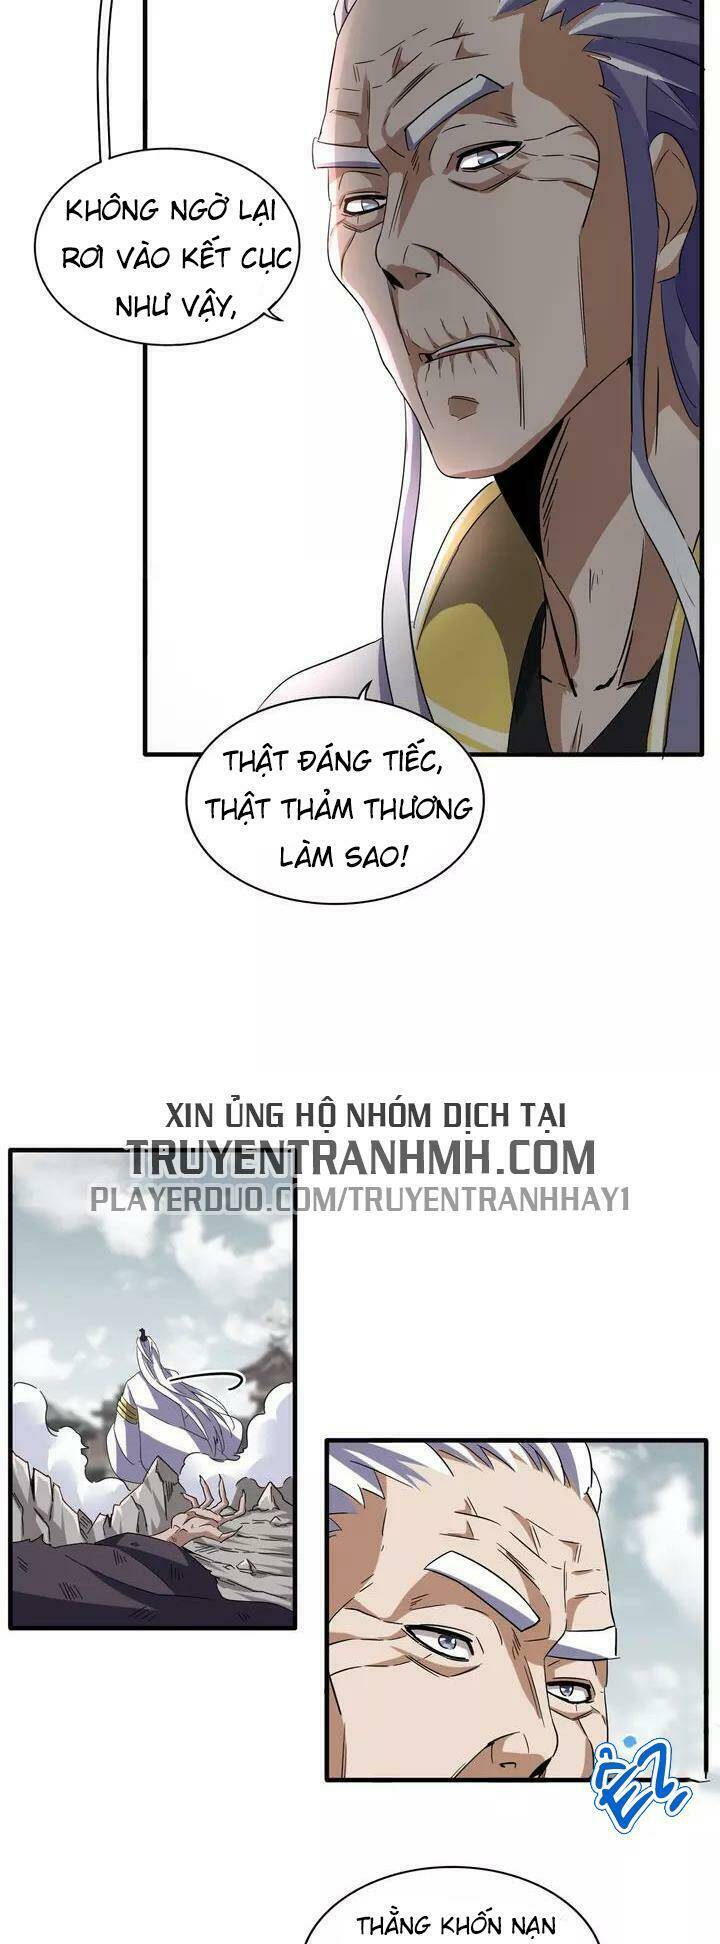 KHÔNG NGỜ LẠI
RƠI VÀO KẾT CỤC
NHƯ VẬY,
THẬT ĐÁNG TIẾC,
THẬT THẢM THƯƠNG
LÀM SAO!
XIN ỦNG HỘ NHÓM DỊCH TẠI
TRUYENTRANHMH.COM
PLAYERDUO.COM/TRUYENTRANHHAY1
THẰNG KHỐN NẠN